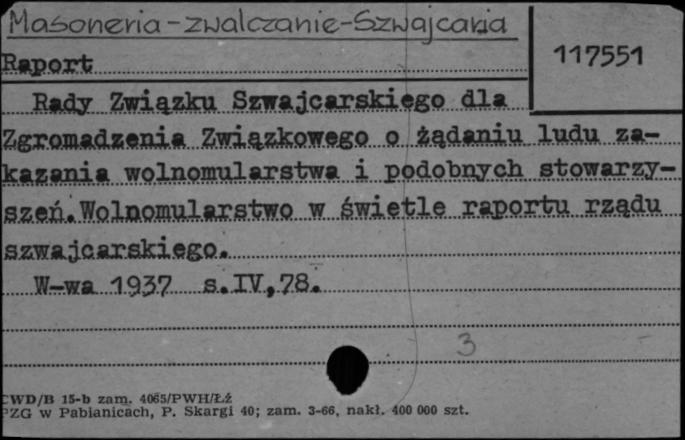 Masoneria - zwalczanie - Szwajcaria
117551
Raport
Rady Związku Szwajcarskiego dla
Zgromadzenia Związkowego o żądaniu ludu za-
kazania wolnomularstwa i podobnych stowarzy-
szeń. Wolnomularstwo w świetle raportu rządu
szwajcarskiego.
W-wa 1937 s.IV,78.
3
CWD/B 15-b zam. 4065/PWH/Łż
PZG w Pabianicach, P. Skargi 40; zam. 3-66, nakł. 400 000 szt.